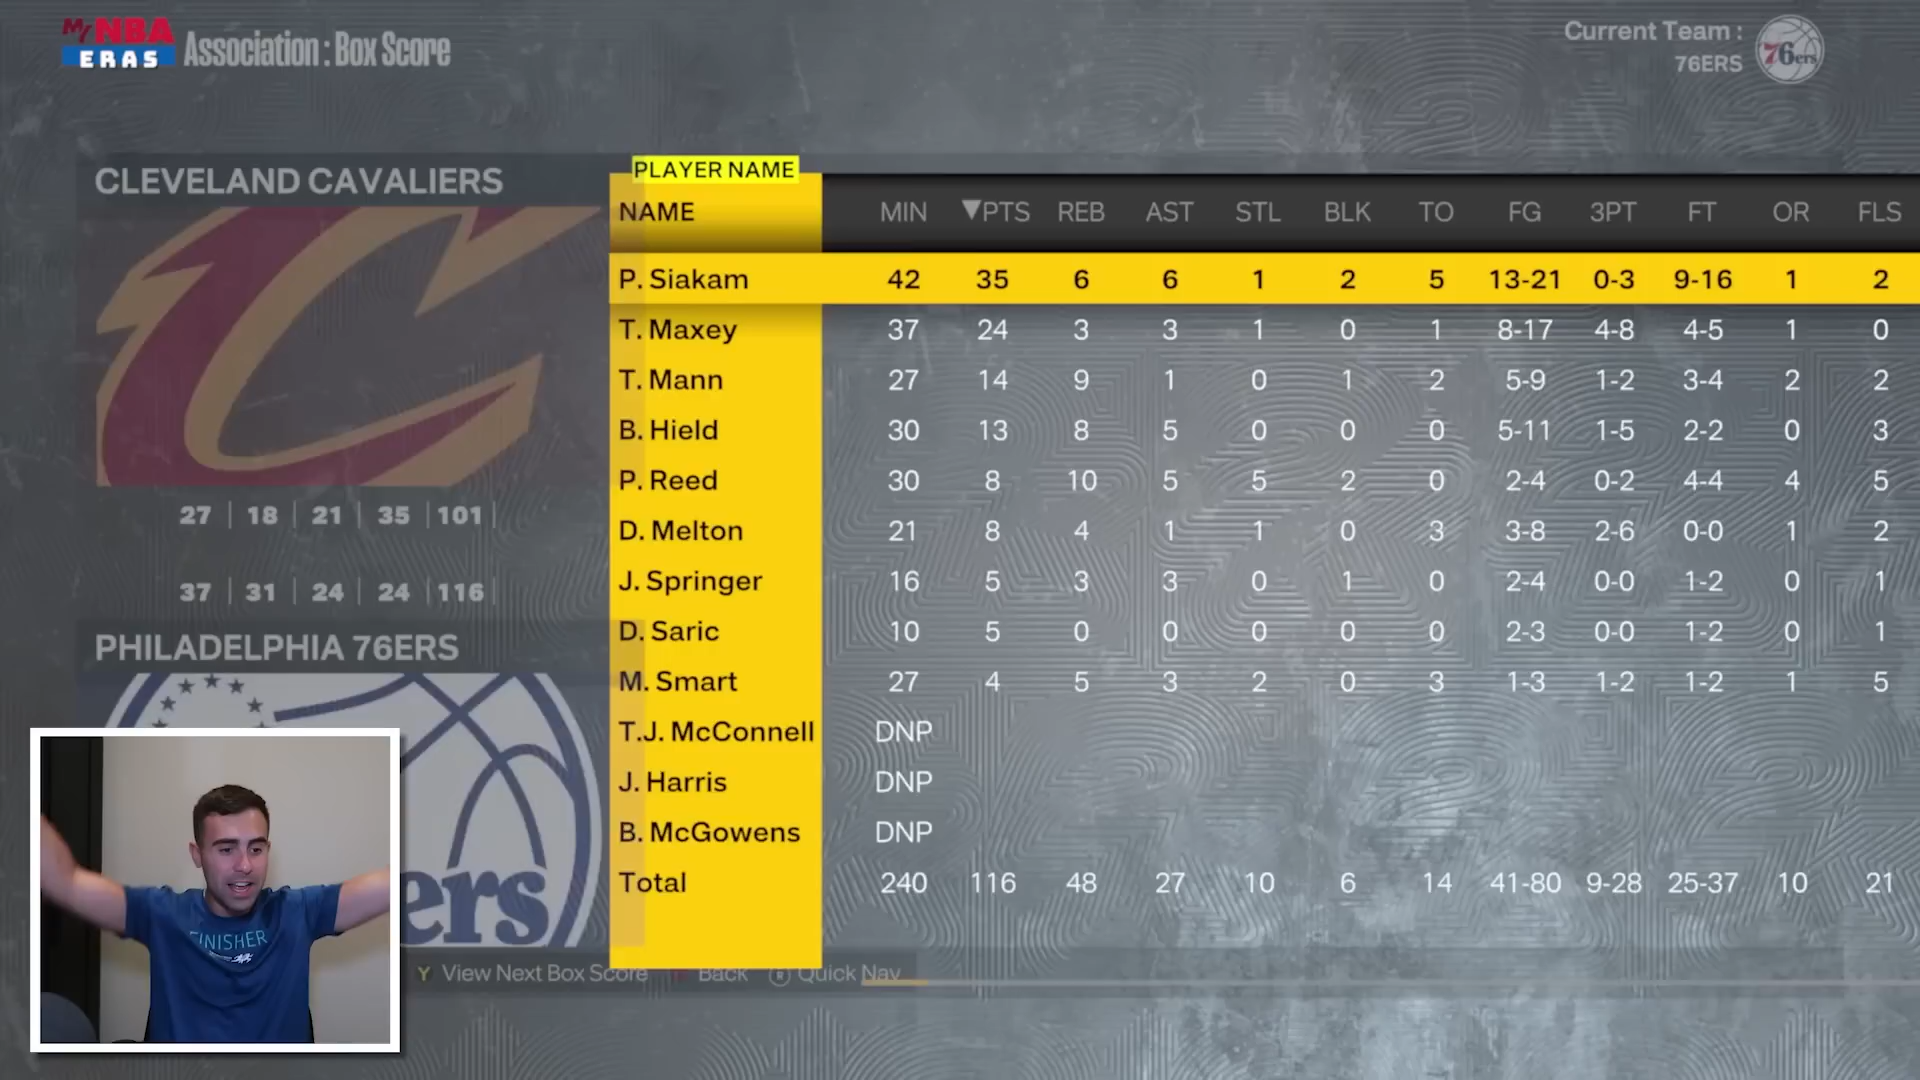 My NBA ERAS Association : Box Score
Current Team :
76ERS
76ers
CLEVELAND CAVALIERS
27 | 18 | 21 | 35 | 101 |
37 | 31 | 24 | 24 | 116 |
PHILADELPHIA 76ERS
ers
PLAYER NAME
NAME MIN ▼PTS REB AST STL BLK TO FG 3PT FT OR FLS
P. Siakam 42 35 6 6 1 2 5 13-21 0-3 9-16 1 2
T. Maxey 37 24 3 3 1 0 1 8-17 4-8 4-5 1 0
T. Mann 27 14 9 1 0 1 2 5-9 1-2 3-4 2 2
B. Hield 30 13 8 5 0 0 0 5-11 1-5 2-2 0 3
P. Reed 30 8 10 5 5 2 0 2-4 0-2 4-4 4 5
D. Melton 21 8 4 1 1 0 3 3-8 2-6 0-0 1 2
J. Springer 16 5 3 3 0 1 0 2-4 0-0 1-2 0 1
D. Saric 10 5 0 0 0 0 0 2-3 0-0 1-2 0 1
M. Smart 27 4 5 3 2 0 3 1-3 1-2 1-2 1 5
T.J. McConnell DNP
J. Harris DNP
B. McGowens DNP
Total 240 116 48 27 10 6 14 41-80 9-28 25-37 10 21
Y View Next Box Score Back R Quick Nav
FINISHER